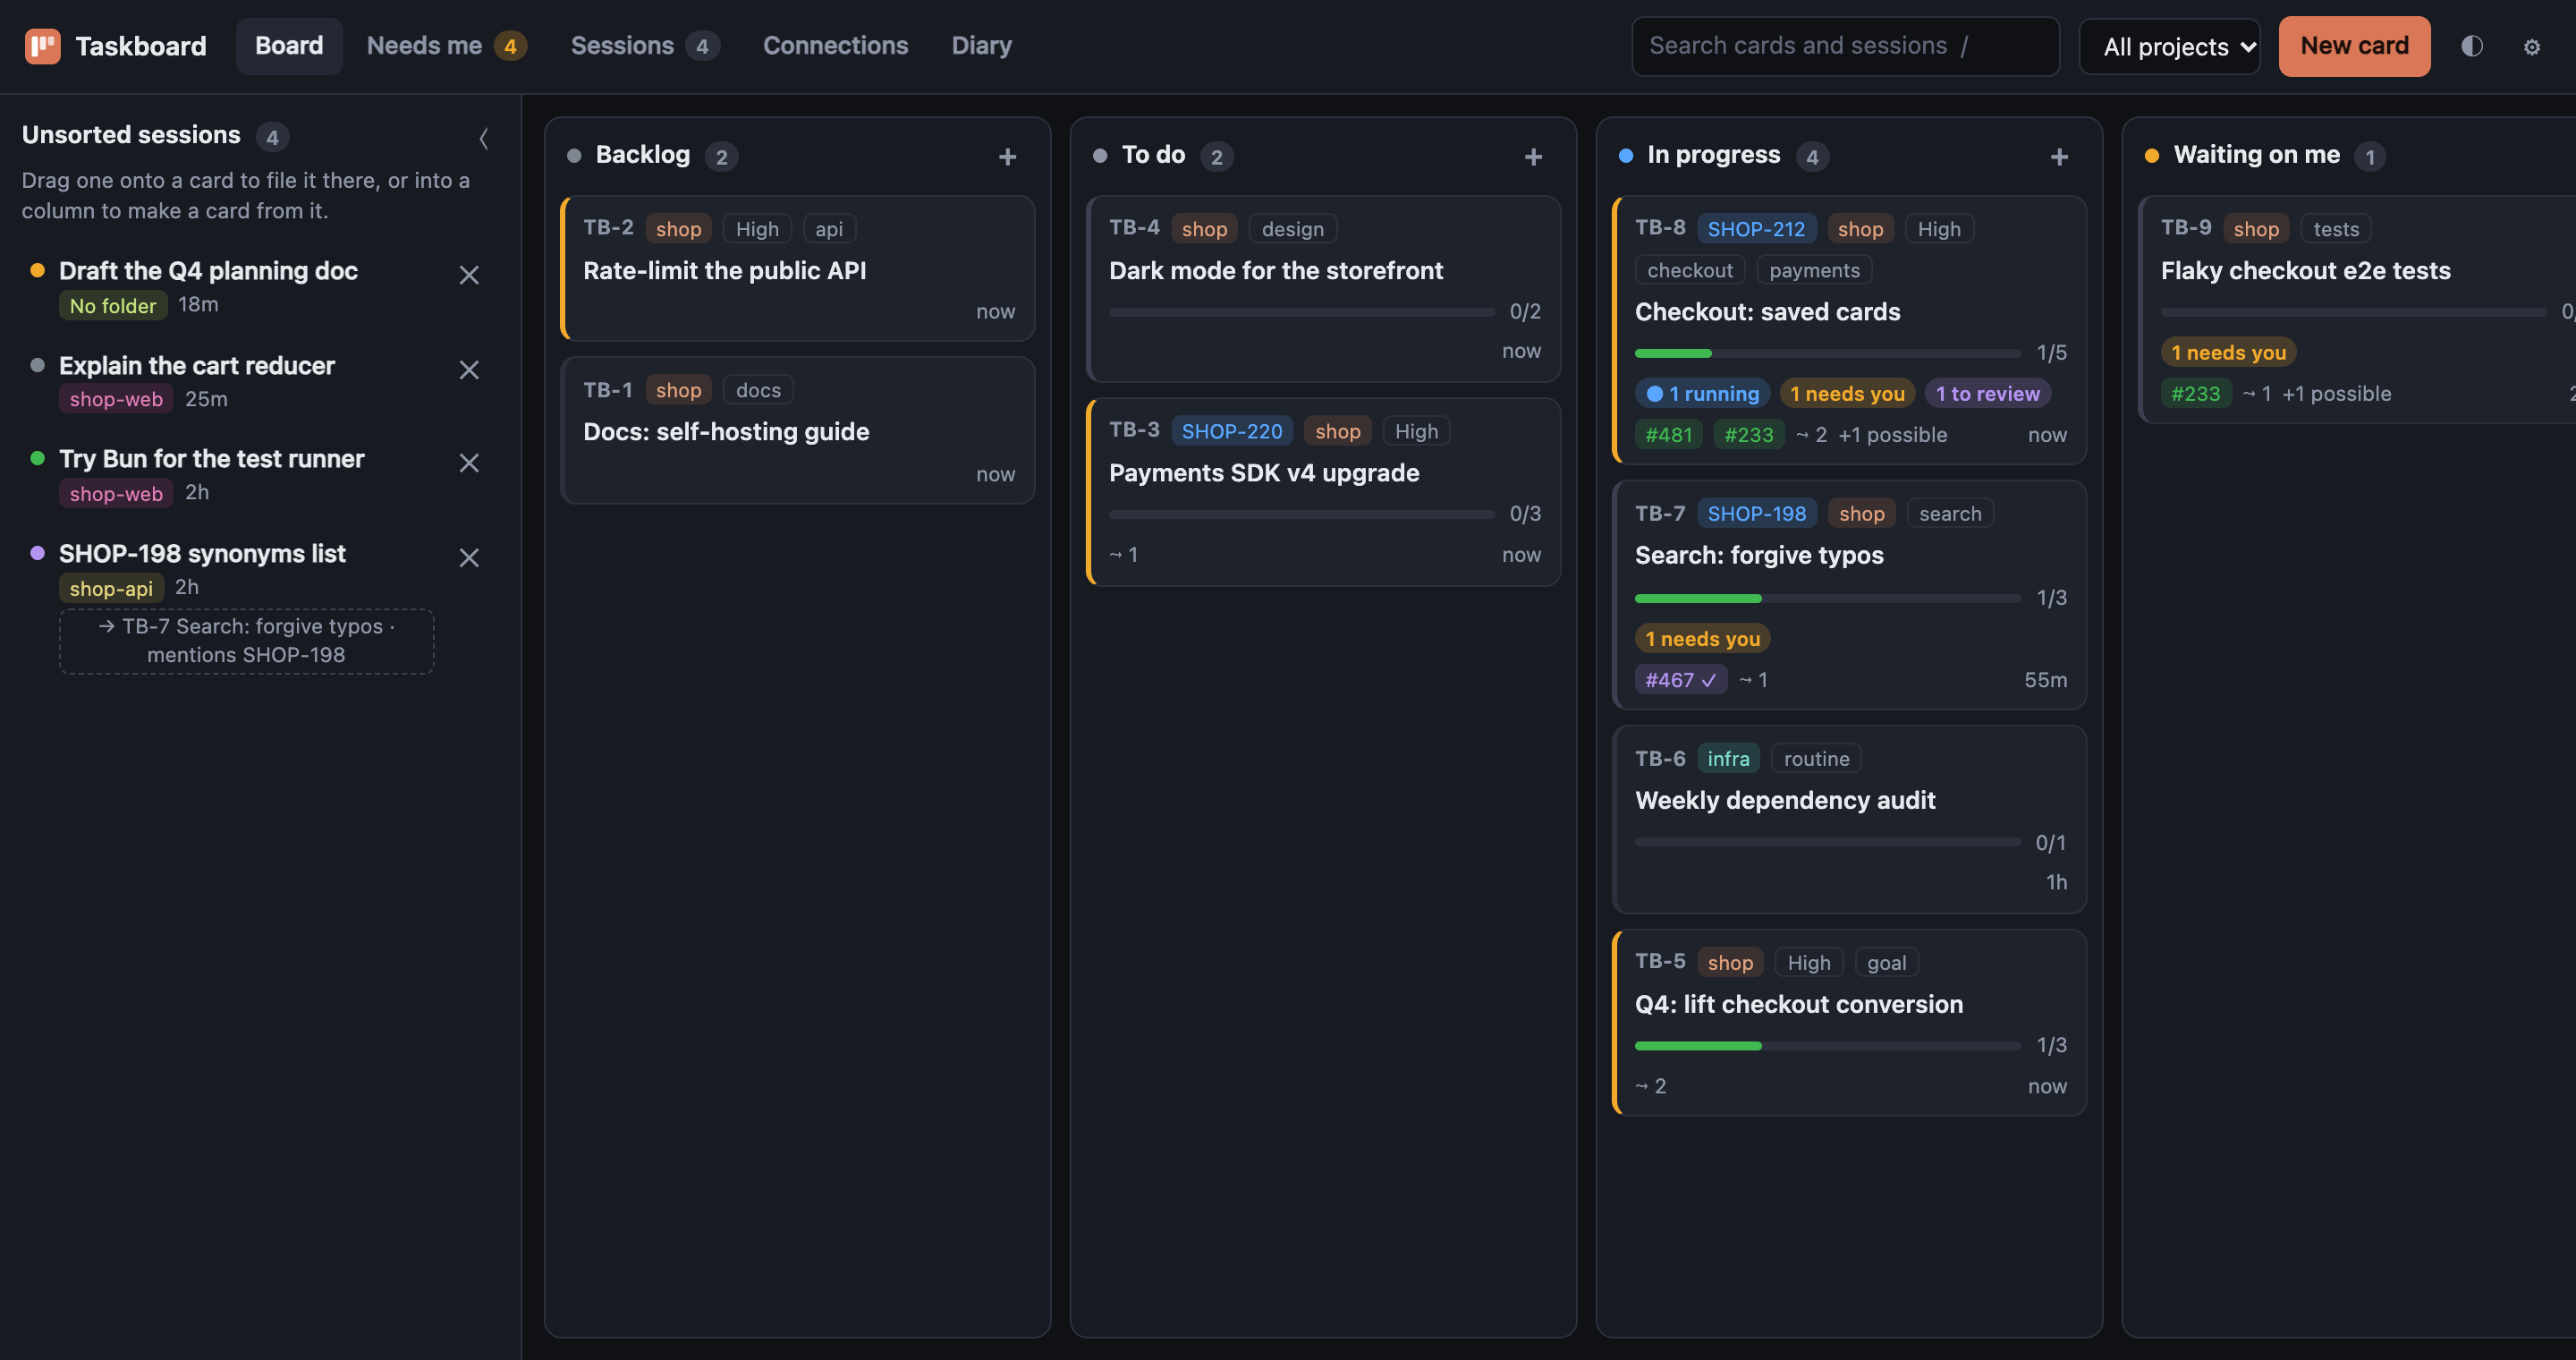 Taskboard Board Needs me 4 Sessions 4 Connections Diary Search cards and sessions / All projects New card
Unsorted sessions 4
Drag one onto a card to file it there, or into a
column to make a card from it.
Draft the Q4 planning doc
No folder 18m
Explain the cart reducer
shop-web 25m
Try Bun for the test runner
shop-web 2h
SHOP-198 synonyms list
shop-api 2h
→ TB-7 Search: forgive typos ·
mentions SHOP-198
Backlog 2 +
TB-2 shop High api
Rate-limit the public API
now
TB-1 shop docs
Docs: self-hosting guide
now
To do 2 +
TB-4 shop design
Dark mode for the storefront
0/2
now
TB-3 SHOP-220 shop High
Payments SDK v4 upgrade
0/3
⤳ 1 now
In progress 4 +
TB-8 SHOP-212 shop High
checkout payments
Checkout: saved cards
1/5
1 running 1 needs you 1 to review
#481 #233 ⤳ 2 +1 possible now
TB-7 SHOP-198 shop search
Search: forgive typos
1/3
1 needs you
#467 ✓ ⤳ 1 55m
TB-6 infra routine
Weekly dependency audit
0/1
1h
TB-5 shop High goal
Q4: lift checkout conversion
1/3
⤳ 2 now
Waiting on me 1
TB-9 shop tests
Flaky checkout e2e tests
1 needs you
#233 ⤳ 1 +1 possible